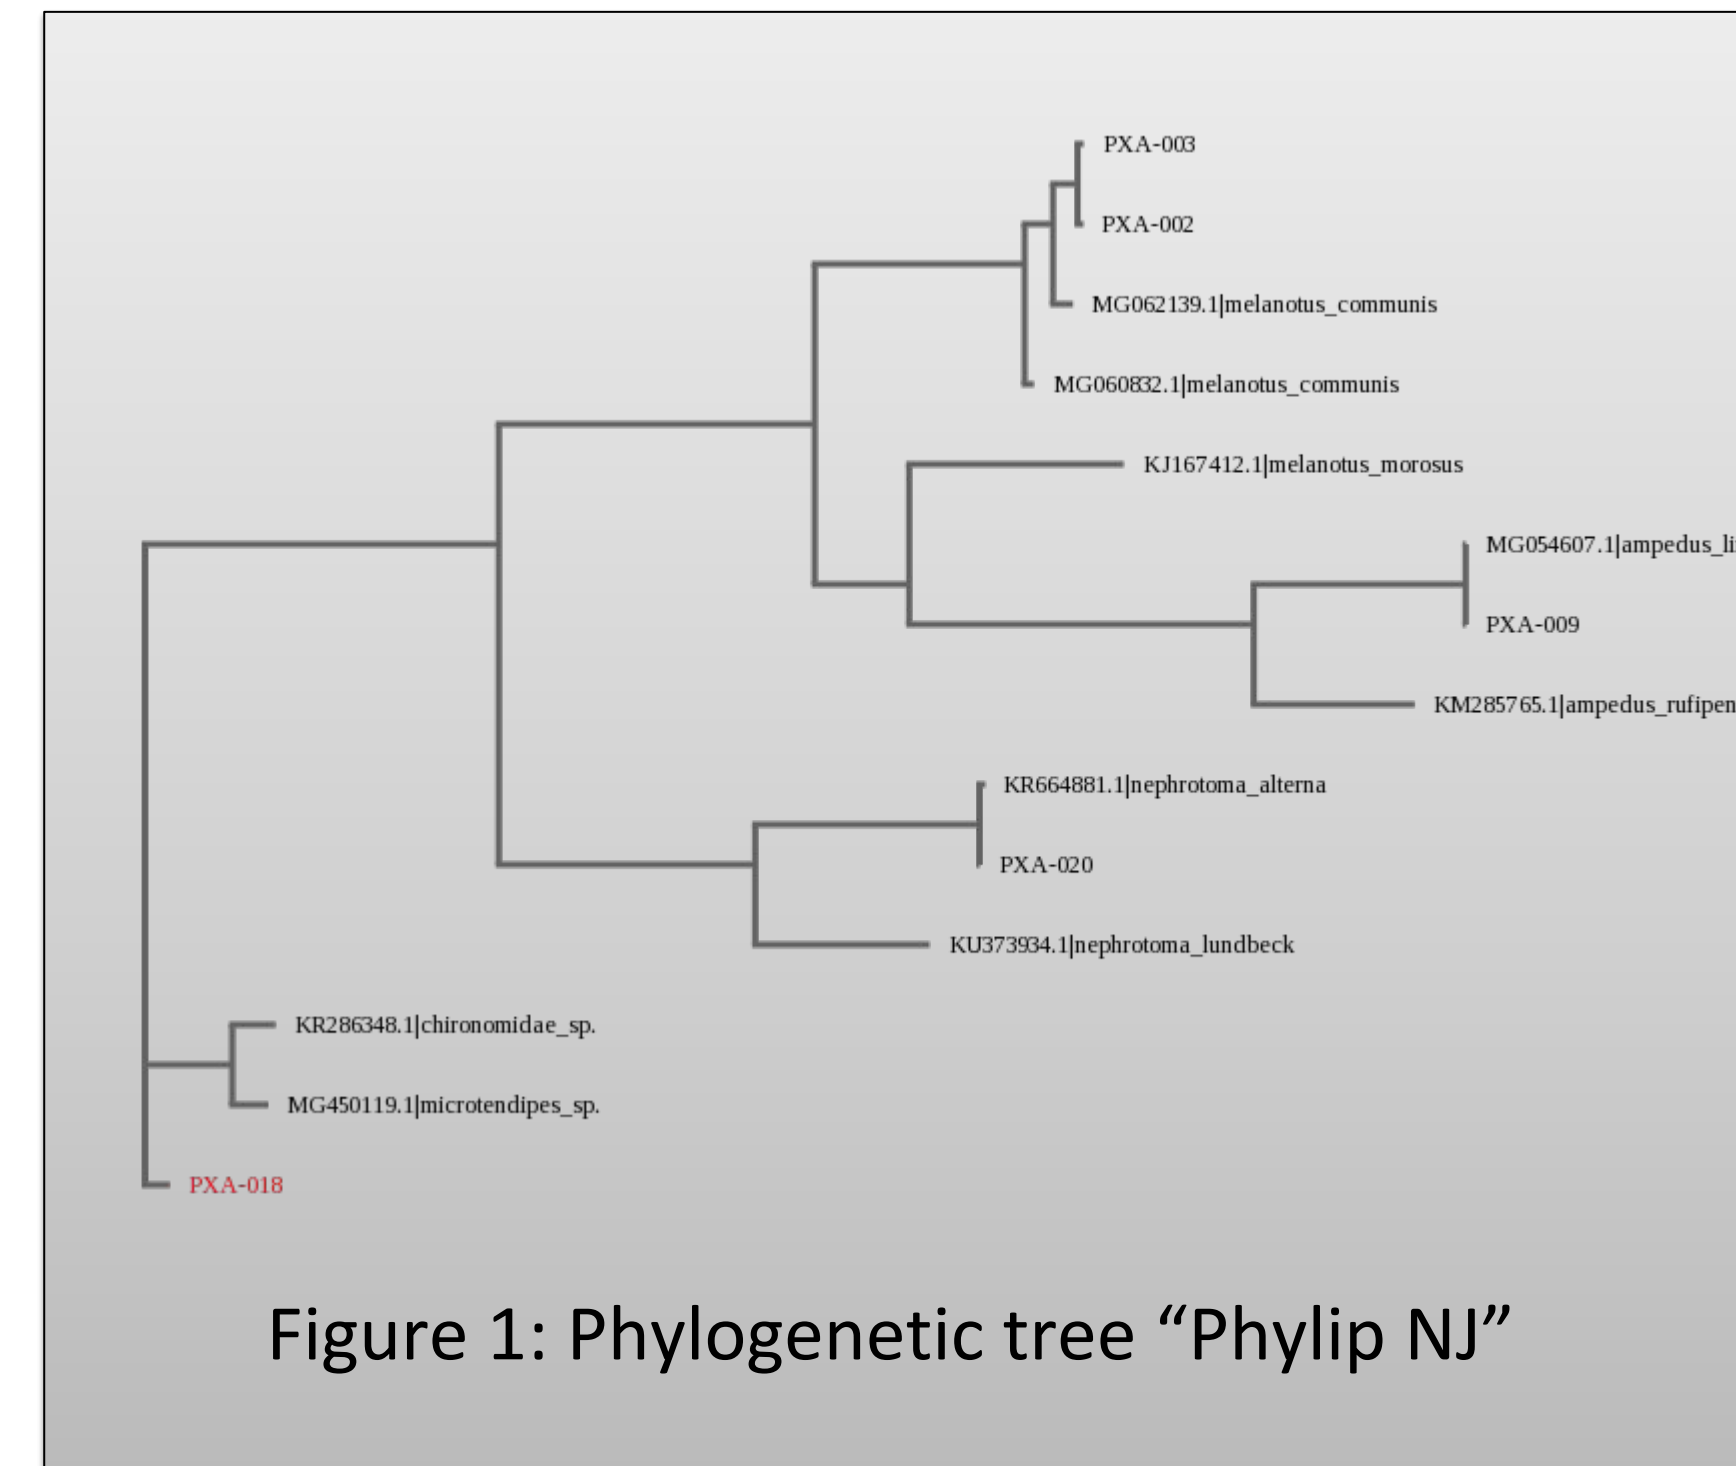 PXA-003
PXA-002
MG062139.1|melanotus_communis
MG060832.1|melanotus_communis
KJ167412.1|melanotus_morosus
MG054607.1|ampedus_li
PXA-009
KM285765.1|ampedus_rufipen
KR664881.1|nephrotoma_alterna
PXA-020
KU373934.1|nephrotoma_lundbeck
KR286348.1|chironomidae_sp.
MG450119.1|microtendipes_sp.
PXA-018
Figure 1: Phylogenetic tree “Phylip NJ”